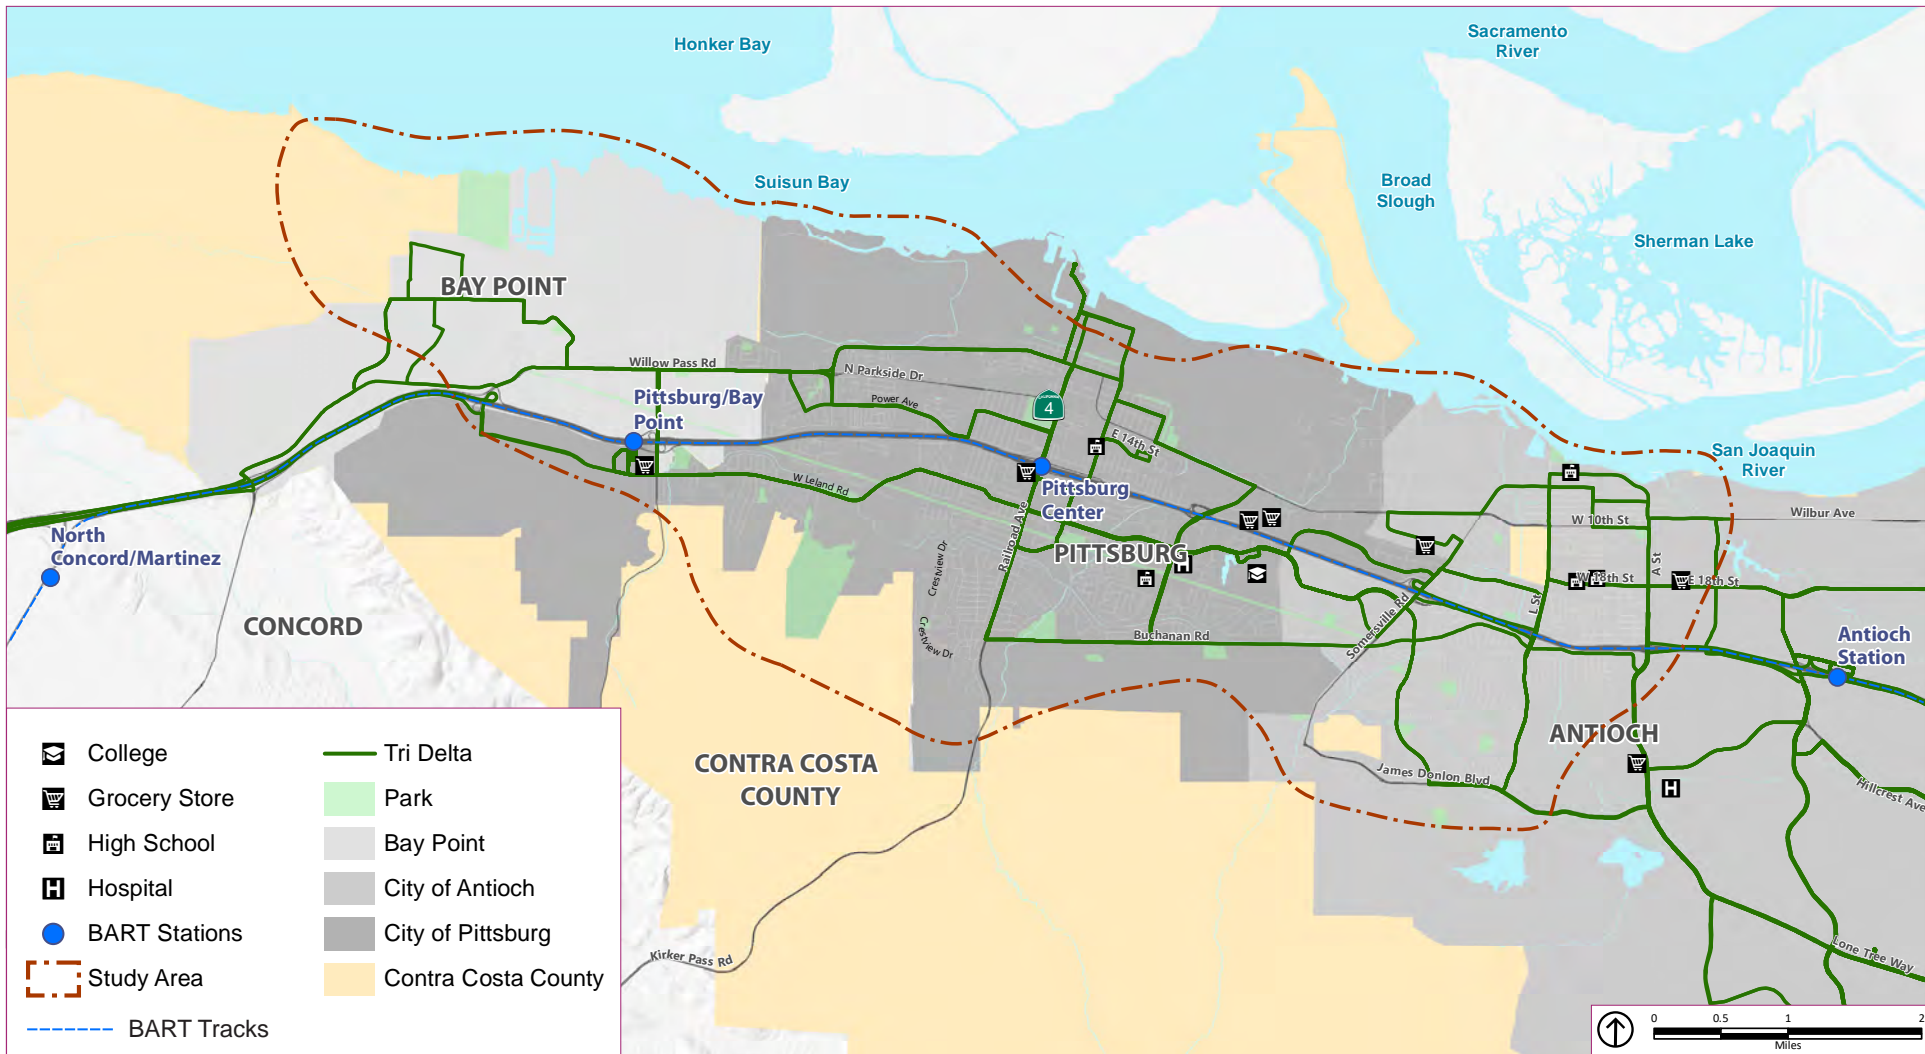 Honker Bay
Sacramento
River
Suisun Bay
Broad
Slough
Sherman Lake
BAY POINT
Willow Pass Rd
N Parkside Dr
Power Ave
Pittsburg/Bay
Point
CALIFORNIA
4
E 14th St
San Joaquin
River
W Leland Rd
Pittsburg
Center
Railroad Ave
W 10th St
Wilbur Ave
North
Concord/Martinez
PITTSBURG
H
Crestview Dr
A St
W 18th St
H
E 18th St
L St
Somersville Rd
CONCORD
Crestview Dr
Buchanan Rd
Antioch
Station
ANTIOCH
CONTRA COSTA
COUNTY
James Donlon Blvd
H
Hillcrest Ave
Lone Tree Way
Kirker Pass Rd
College
Grocery Store
High School
H Hospital
BART Stations
Study Area
BART Tracks
Tri Delta
Park
Bay Point
City of Antioch
City of Pittsburg
Contra Costa County
0 0.5 1 2
Miles